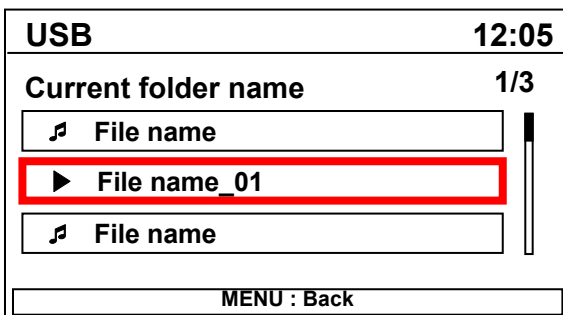 USB 12:05
Current folder name 1/3
File name
File name_01
File name
MENU : Back